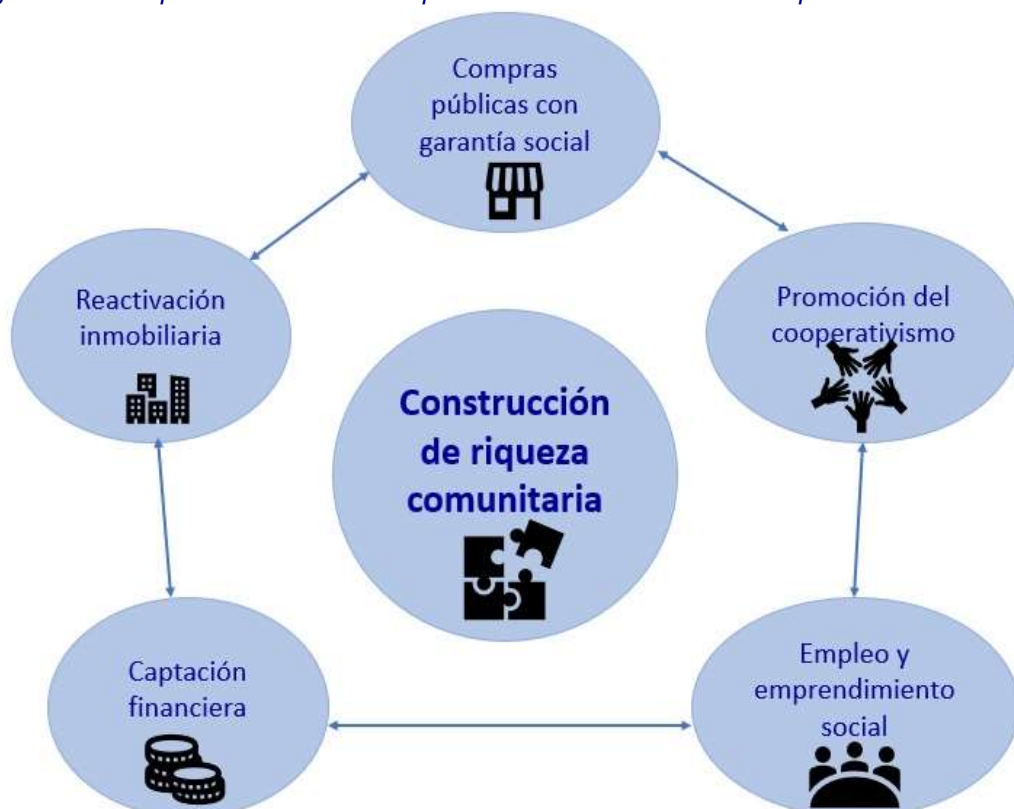 Compras
públicas con
garantía social
Reactivación
inmobiliaria
Promoción del
cooperativismo
Construcción
de riqueza
comunitaria
Captación
financiera
Empleo y
emprendimiento
social